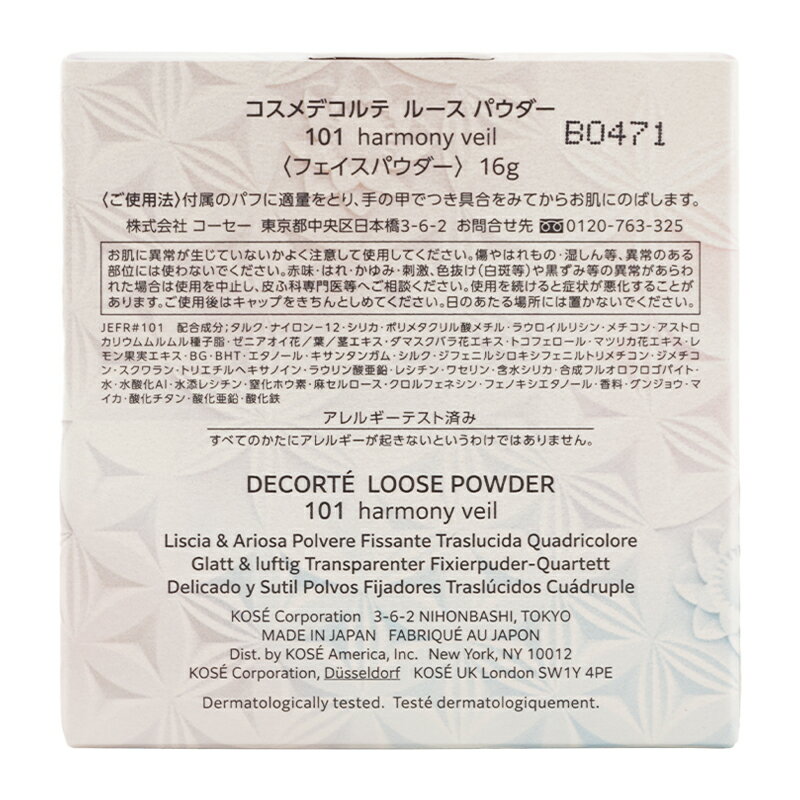 コスメデコルテ ルース パウダー
101 harmony veil
B0471
〈フェイスパウダー〉 16g
〈ご使用法〉付属のパフに適量をとり、手の甲でつき具合をみてからお肌にのばします。
株式会社 コーセー 東京都中央区日本橋3-6-2 お問合せ先 0120-763-325
お肌に異常が生じていないかよく注意して使用してください。傷やはれもの・湿しん等、異常のある
部位には使わないでください。赤味・はれ・かゆみ・刺激、色抜け(白斑等)や黒ずみ等の異常があらわ
れた場合は使用を中止し、皮ふ科専門医等へご相談ください。使用を続けると症状が悪化することが
あります。ご使用後はキャップをきちんとしめてください。日のあたる場所には置かないでください。
JEFR#101 配合成分;タルク・ナイロン-12・シリカ・ポリメタクリル酸メチル・ラウロイルリシン・メチコン・アストロ
カリウムムルムル種子脂・ゼニアオイ花/葉/茎エキス・ダマスクバラ花エキス・トコフェロール・マツリカ花エキス・レ
モン果実エキス・BG・BHT・エタノール・キサンタンガム・シルク・ジフェニルシロキシフェニルトリメチコン・ジメチコ
ン・スクワラン・トリエチルヘキサノイン・ラウリン酸亜鉛・レシチン・ワセリン・含水シリカ・合成フルオロフロゴパイト・
水・水酸化Al・水添レシチン・窒化ホウ素・麻セルロース・クロルフェネシン・フェノキシエタノール・香料・グンジョウ・マ
イカ・酸化チタン・酸化亜鉛・酸化鉄
アレルギーテスト済み
すべてのかたにアレルギーが起きないというわけではありません。
DECORTÉ LOOSE POWDER
101 harmony veil
Liscia & Ariosa Polvere Fissante Traslucida Quadricolore
Glatt & luftig Transparenter Fixierpuder-Quartett
Delicado y Sutil Polvos Fijadores Traslúcidos Cuádruple
KOSÉ Corporation 3-6-2 NIHONBASHI, TOKYO
MADE IN JAPAN FABRIQUÉ AU JAPON
Dist. by KOSÉ America, Inc. New York, NY 10012
KOSÉ Corporation, Düsseldorf KOSÉ UK London SW1Y 4PE
Dermatologically tested. Testé dermatologiquement.